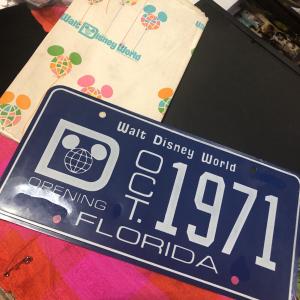 Walt Disney World
Walt Disney World
D
OPENING
OCT.
1971
FLORIDA